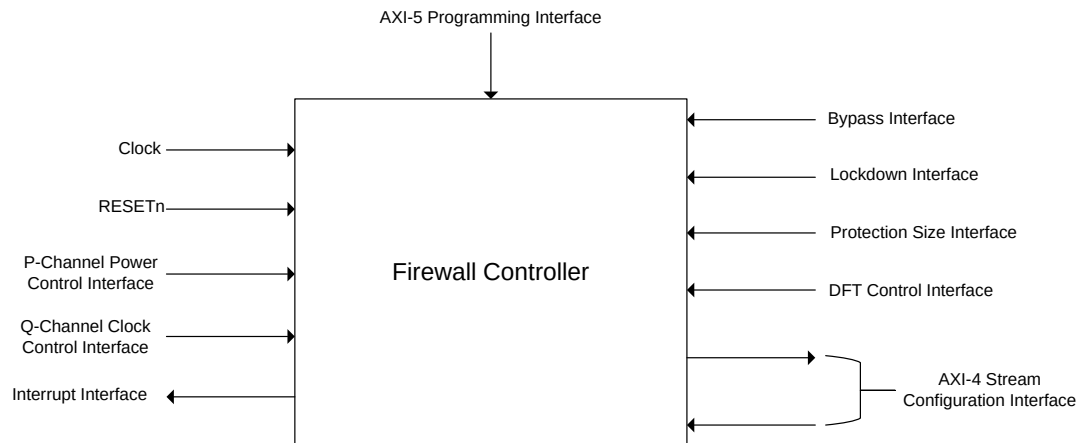 AXI-5 Programming Interface
Clock
RESETn
P-Channel Power
Control Interface
Q-Channel Clock
Control Interface
Interrupt Interface
Firewall Controller
Bypass Interface
Lockdown Interface
Protection Size Interface
DFT Control Interface
AXI-4 Stream
Configuration Interface